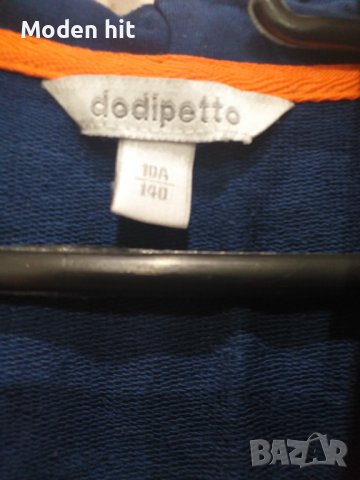 Moden hit
dodipetto
10A
140
BAZAR